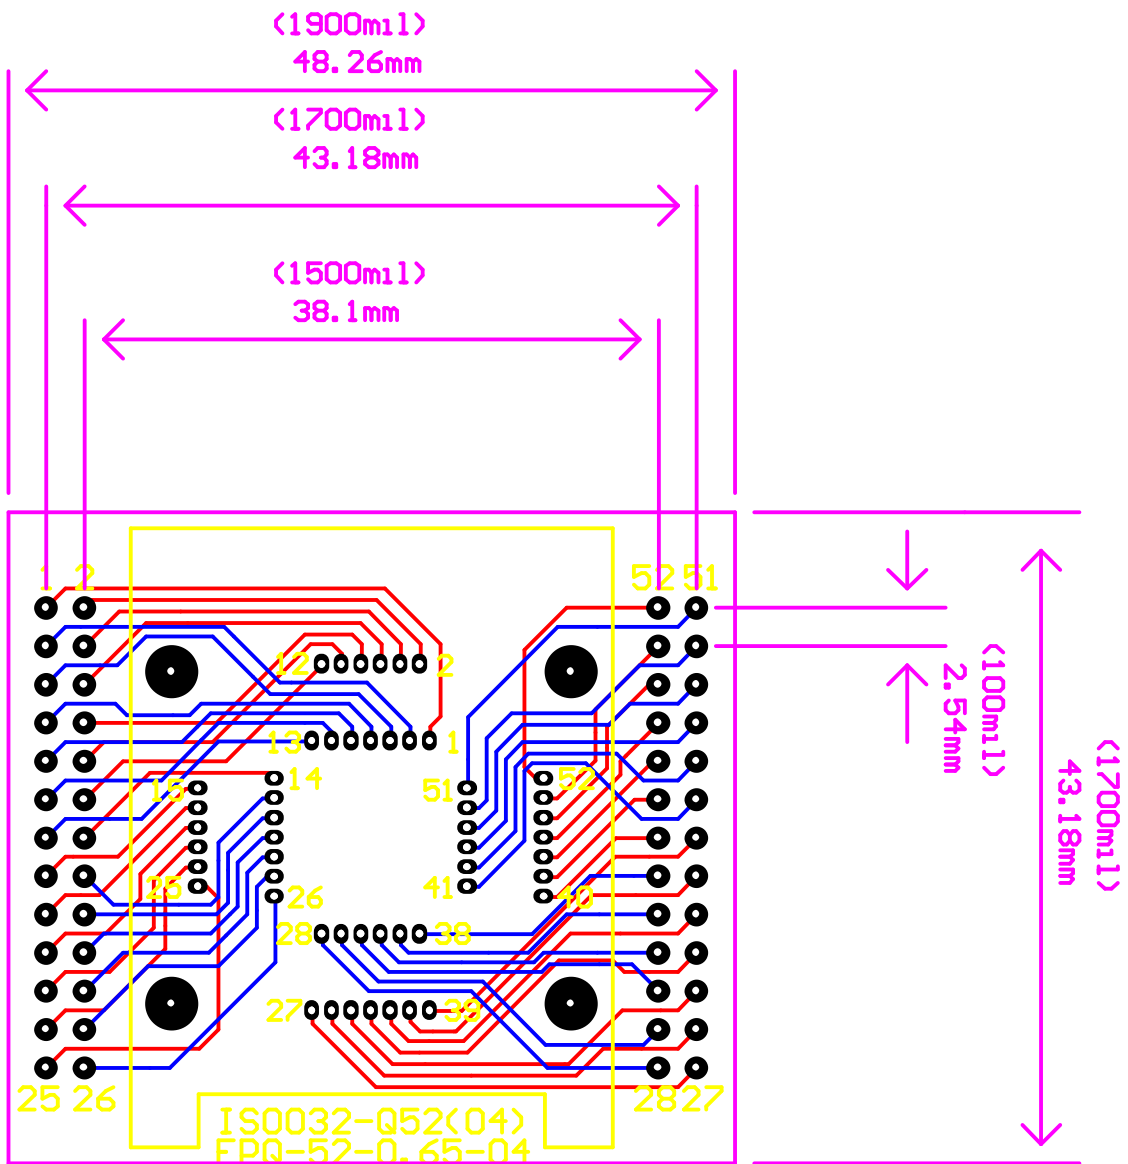 (1900mil)
48.26mm
(1700mil)
43.18mm
(1500mil)
38.1mm
1 2
52 51
12
2
13
1
14
15
51
52
25
41
26
40
28
38
27
39
25 26
28 27
(100mil)
2.54mm
(1700mil)
43.18mm
ISO032-Q52(04)
FPQ-52-0.65-04